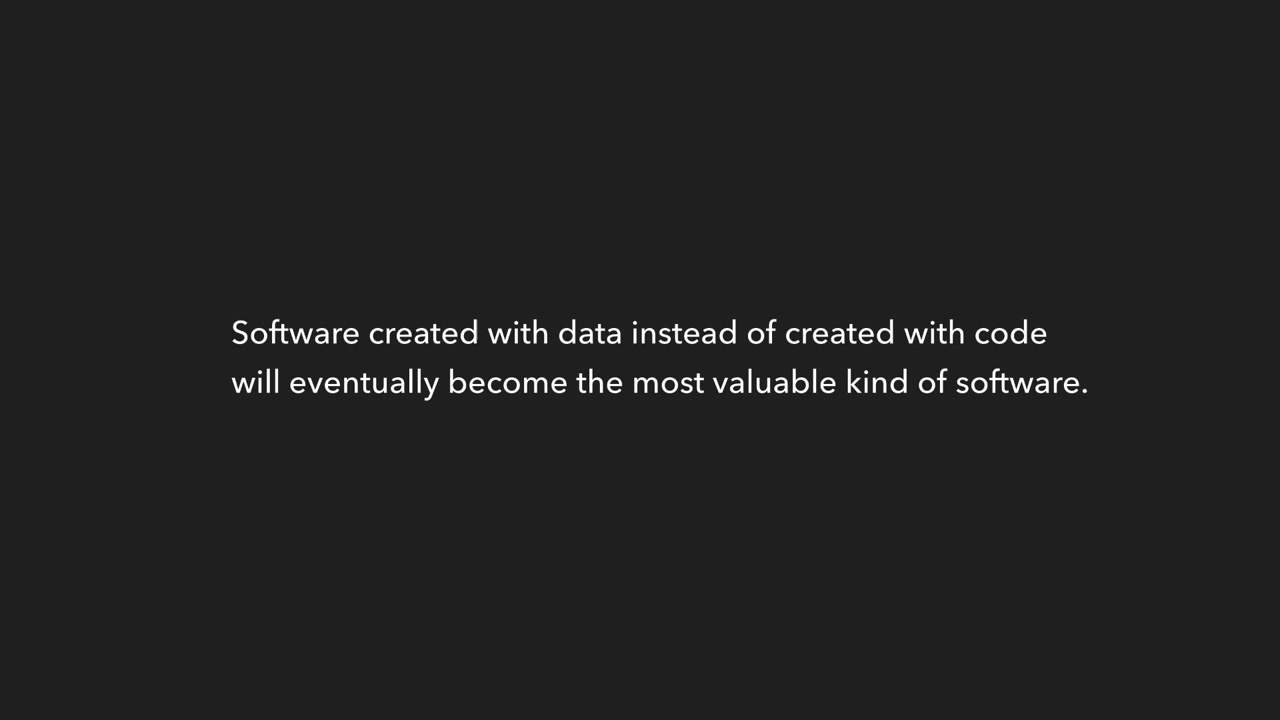 Software created with data instead of created with code
will eventually become the most valuable kind of software.